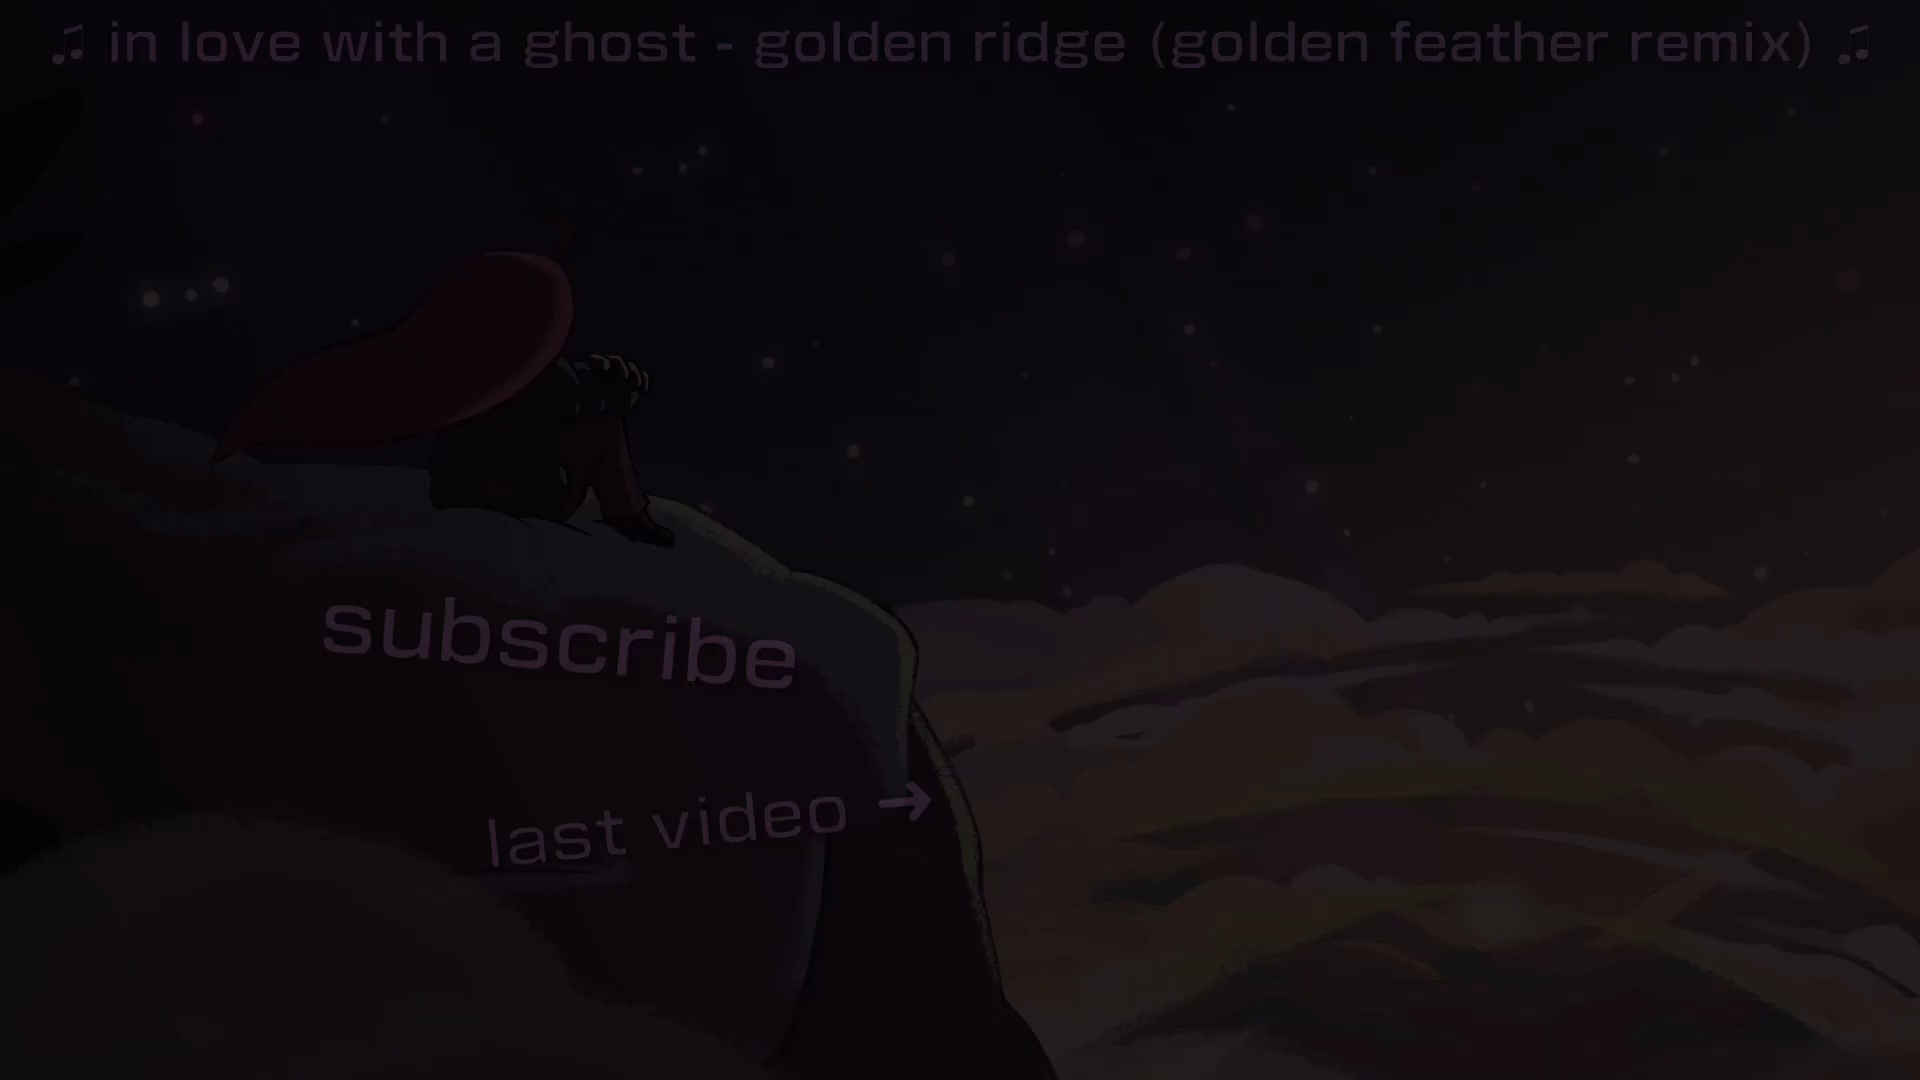 ♫ in love with a ghost - golden ridge (golden feather remix) ♫
subscribe
last video →